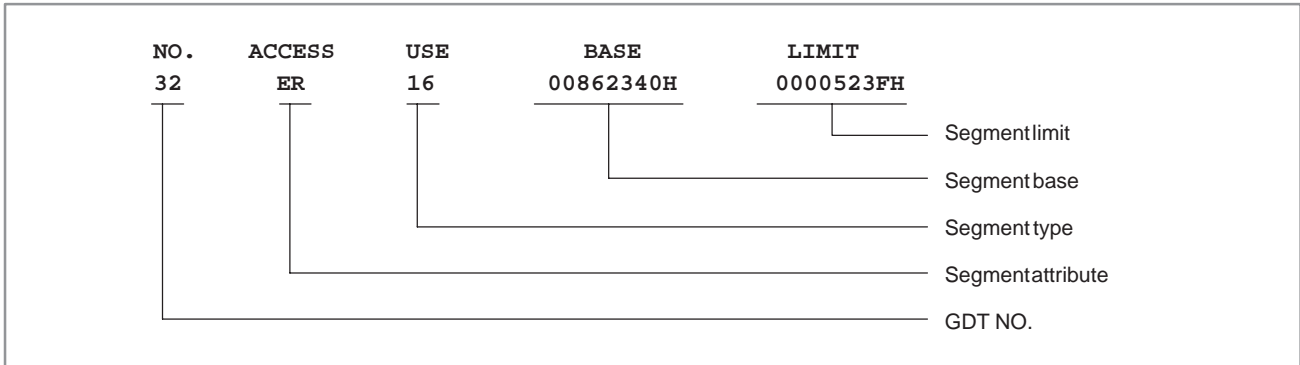 NO. ACCESS USE BASE LIMIT
32 ER 16 00862340H 0000523FH
Segmentlimit
Segmentbase
Segmenttype
Segmentattribute
GDT NO.